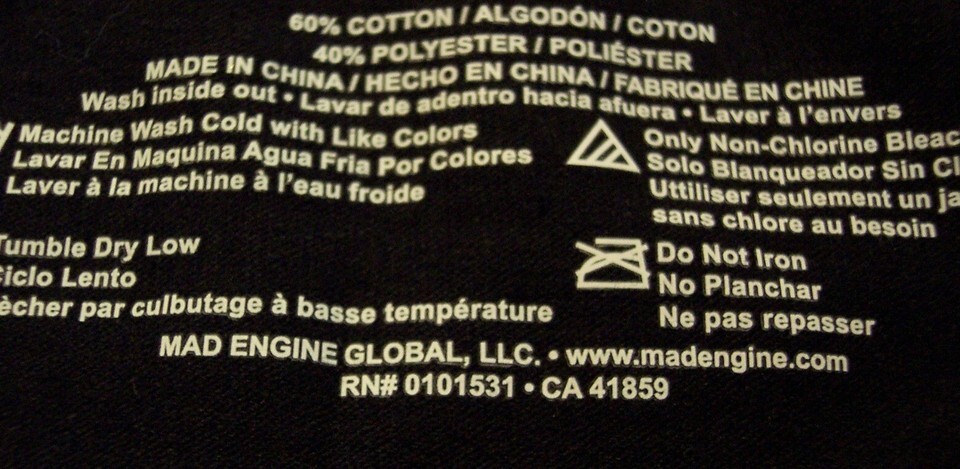 60% COTTON / ALGODÓN / COTON
40% POLYESTER / POLIÉSTER
MADE IN CHINA / HECHO EN CHINA / FABRIQUÉ EN CHINE
Wash inside out • Lavar de adentro hacia afuera • Laver à l'envers
Machine Wash Cold with Like Colors
Lavar En Maquina Agua Fria Por Colores
Laver à la machine à l'eau froide
Only Non-Chlorine Bleac
Solo Blanqueador Sin Cl
Uttiliser seulement un ja
sans chlore au besoin
Tumble Dry Low
Ciclo Lento
ècher par culbutage à basse température
Do Not Iron
No Planchar
Ne pas repasser
MAD ENGINE GLOBAL, LLC. • www.madengine.com
RN# 0101531 • CA 41859